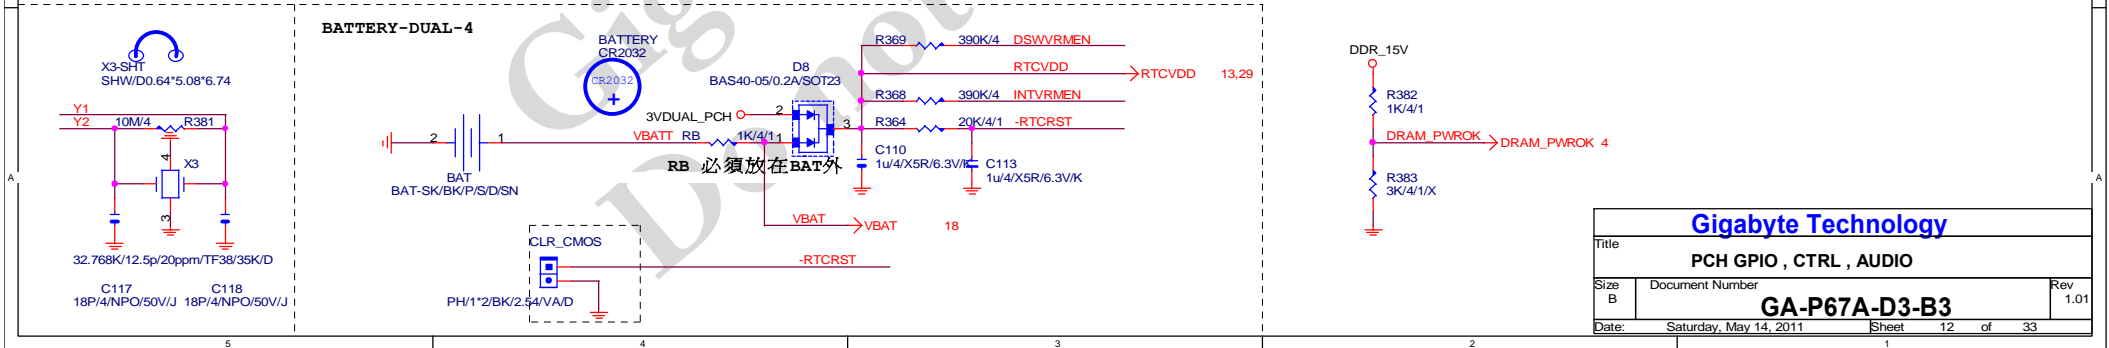 BATTERY-DUAL-4
X3-SHT
SHW/D0.64*5.08*6.74
Y1
Y2
10M/4
R381
4
X3
3
32.768K/12.5p/20ppm/TF38/35K/D
C117
18P/4/NPO/50V/J
C118
18P/4/NPO/50V/J
BATTERY
CR2032
CR2032
+
D8
BAS40-05/0.2A/SOT23
3VDUAL_PCH
2
2
1
VBATT
RB
1K/4/1
1
3
BAT
BAT-SK/BK/P/S/D/SN
RB 必須放在BAT外
R369
390K/4
DSWVRMEN
RTCVDD
RTCVDD
13,29
R368
390K/4
INTVRMEN
R364
20K/4/1
-RTCRST
C110
1u/4/X5R/6.3V/K
C113
1u/4/X5R/6.3V/K
VBAT
VBAT
18
CLR_CMOS
-RTCRST
PH/1*2/BK/2.54/VA/D
DDR_15V
R382
1K/4/1
DRAM_PWROK
DRAM_PWROK 4
R383
3K/4/1/X
A
A
Gigabyte Technology
Title
PCH GPIO , CTRL , AUDIO
Size
B
Document Number
GA-P67A-D3-B3
Rev
1.01
Date:
Saturday, May 14, 2011
Sheet 12 of 33
5
4
3
2
1